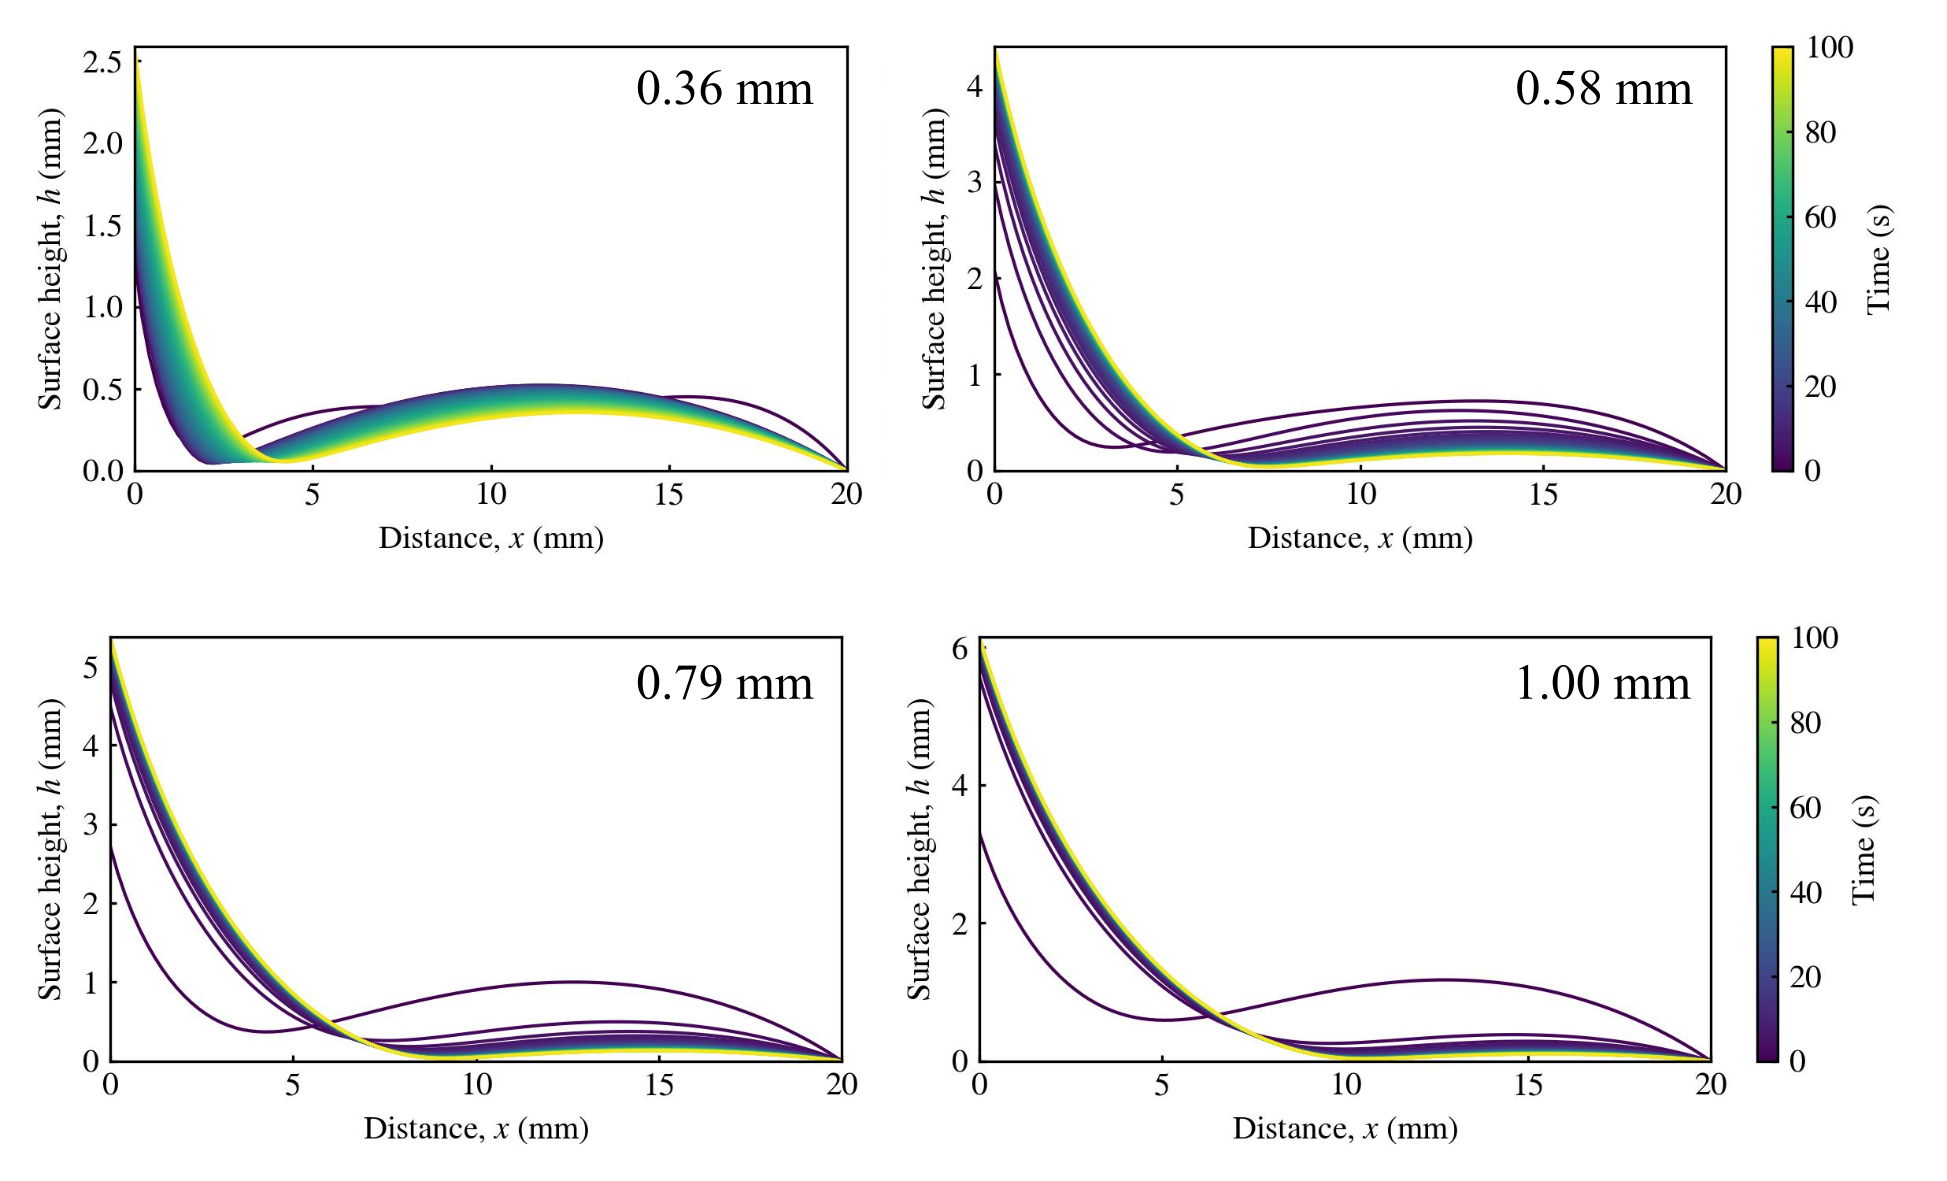 0.36 mm
Surface height, h (mm)
2.5
2.0
1.5
1.0
0.5
0.0
0 5 10 15 20
Distance, x (mm)
0.58 mm
Surface height, h (mm)
4
3
2
1
0
0 5 10 15 20
Distance, x (mm)
100
80
60
40
20
0
Time (s)
0.79 mm
Surface height, h (mm)
5
4
3
2
1
0
0 5 10 15 20
Distance, x (mm)
1.00 mm
Surface height, h (mm)
6
4
2
0
0 5 10 15 20
Distance, x (mm)
100
80
60
40
20
0
Time (s)